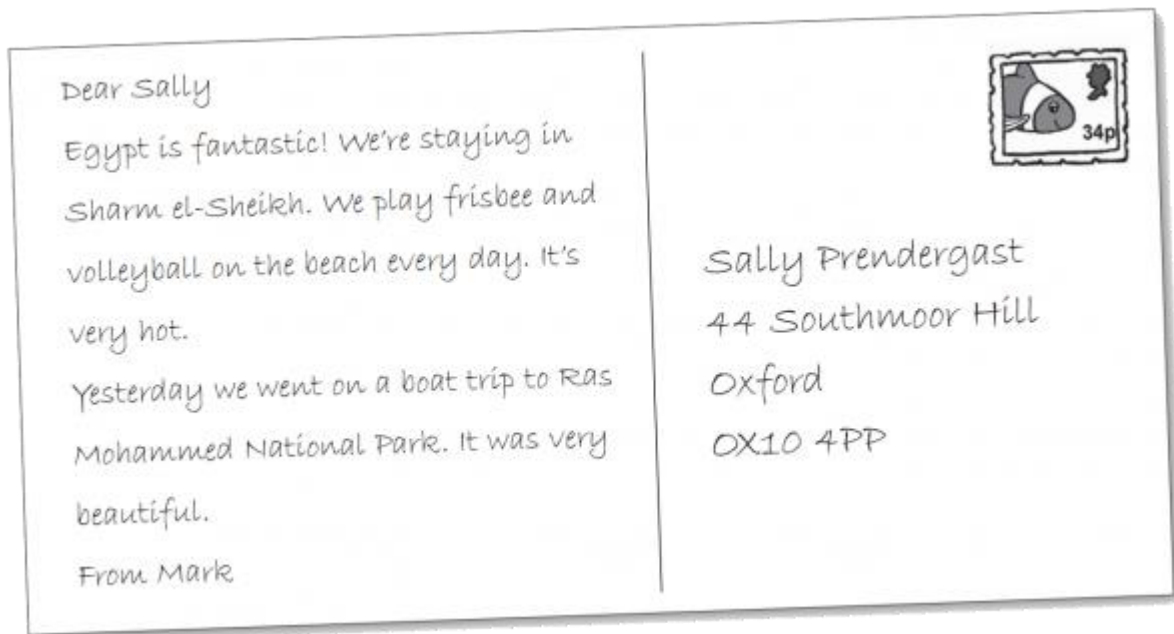 Dear Sally
Egypt is fantastic! We're staying in
Sharm el-Sheikh. We play frisbee and
volleyball on the beach every day. It's
very hot.
Yesterday we went on a boat trip to Ras
Mohammed National Park. It was very
beautiful.
From Mark
34p
Sally Prendergast
44 Southmoor Hill
Oxford
OX10 4PP